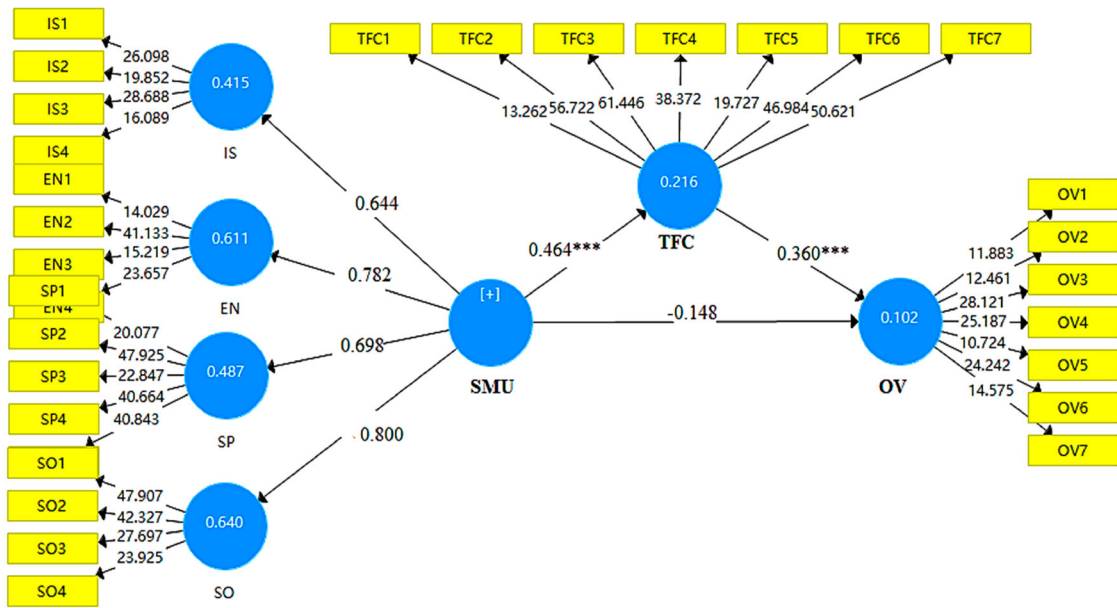 IS1
IS2
IS3
IS4
26.098
19.852
28.688
16.089
0.415
IS
EN1
EN2
EN3
EN4
14.029
41.133
15.219
23.657
0.611
EN
SP1
SP2
SP3
SP4
20.077
47.925
22.847
40.664
40.843
0.487
SP
SO1
SO2
SO3
SO4
47.907
42.327
27.697
23.925
0.640
SO
0.644
0.782
0.698
0.800
[+]
SMU
TFC1
TFC2
TFC3
TFC4
TFC5
TFC6
TFC7
13.262
56.722
61.446
38.372
19.727
46.984
50.621
0.216
TFC
0.464***
0.360***
-0.148
0.102
OV
11.883
12.461
28.121
25.187
10.724
24.242
14.575
OV1
OV2
OV3
OV4
OV5
OV6
OV7